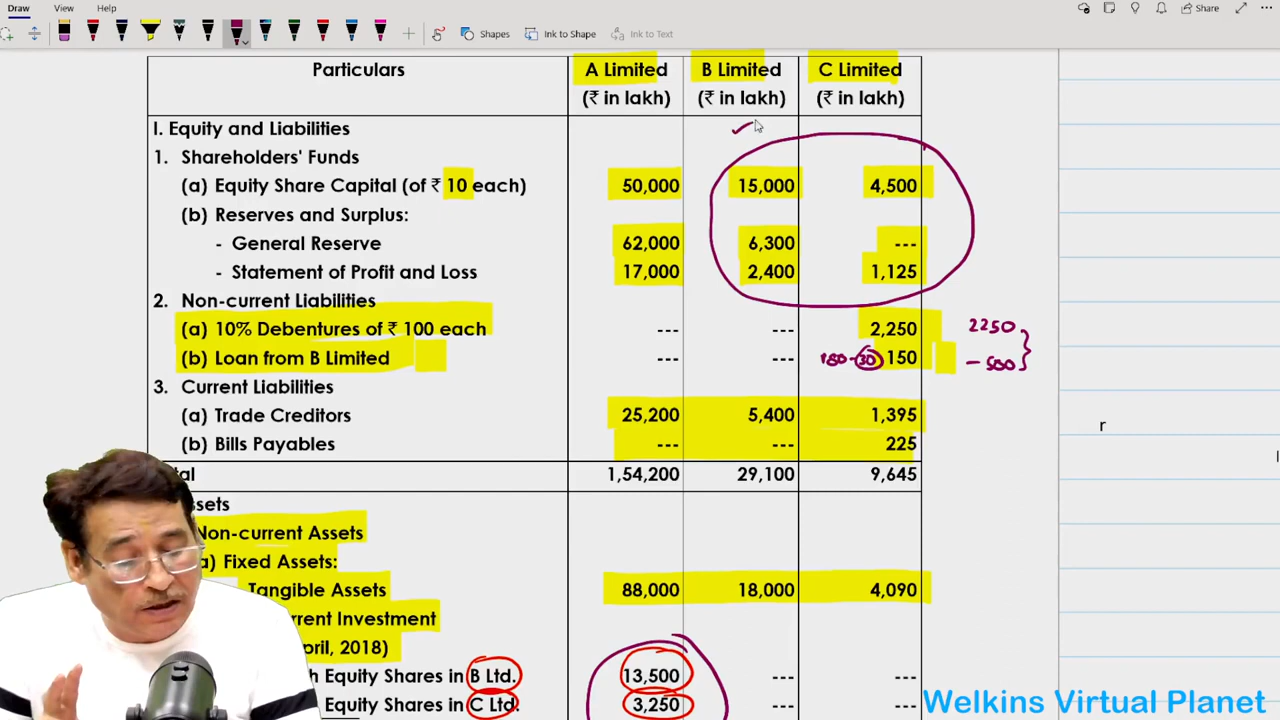 Draw View Help Share
Shapes Ink to Shape Ink to Text
Particulars A Limited B Limited C Limited
(₹ in lakh) (₹ in lakh) (₹ in lakh)
I. Equity and Liabilities
1. Shareholders' Funds
(a) Equity Share Capital (of ₹ 10 each) 50,000 15,000 4,500
(b) Reserves and Surplus:
- General Reserve 62,000 6,300 ---
- Statement of Profit and Loss 17,000 2,400 1,125
2. Non-current Liabilities
(a) 10% Debentures of ₹ 100 each --- --- 2,250 2250
(b) Loan from B Limited --- --- 180-30 150 - 500
3. Current Liabilities
(a) Trade Creditors 25,200 5,400 1,395
r
(b) Bills Payables --- --- 225
tal 1,54,200 29,100 9,645
ssets
Non-current Assets
a) Fixed Assets:
Tangible Assets 88,000 18,000 4,090
rrent Investment
pril, 2018)
h Equity Shares in B Ltd. 13,500 --- ---
Equity Shares in C Ltd. 3,250 --- ---
Welkins Virtual Planet